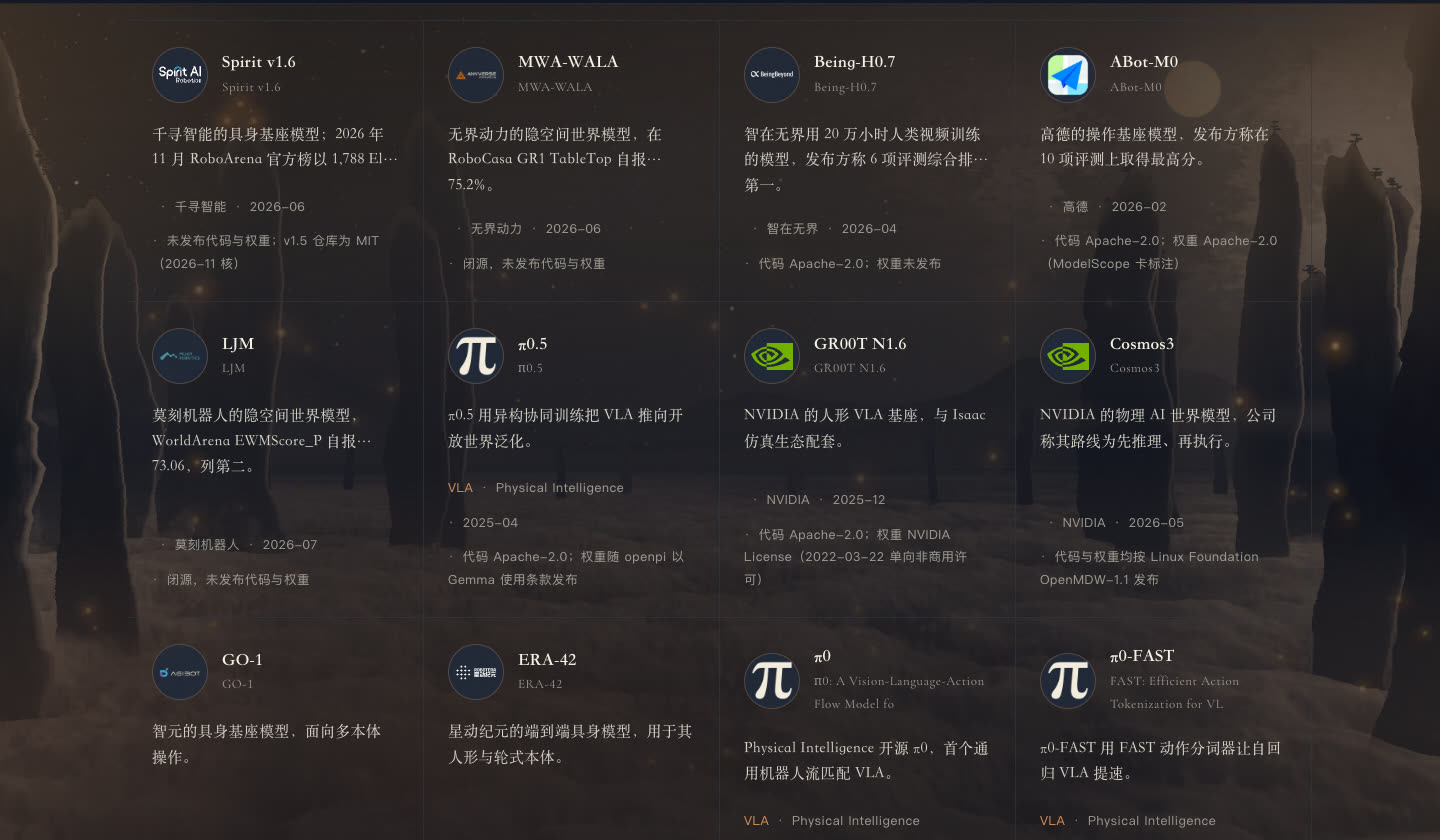 Spirit AI
Robotics
Spirit v1.6
Spirit v1.6
千寻智能的具身基座模型；2026 年
11 月 RoboArena 官方榜以 1,788 El…
· 千寻智能 · 2026-06
· 未发布代码与权重；v1.5 仓库为 MIT
（2026-11 核）
MWA-WALA
MWA-WALA
无界动力的隐空间世界模型，在
RoboCasa GR1 TableTop 自报…
75.2%。
· 无界动力 · 2026-06
· 闭源，未发布代码与权重
BeingBeyond
Being-H0.7
Being-H0.7
智在无界用 20 万小时人类视频训练
的模型，发布方称 6 项评测综合排…
第一。
· 智在无界 · 2026-04
· 代码 Apache-2.0；权重未发布
ABot-M0
ABot-M0
高德的操作基座模型，发布方称在
10 项评测上取得最高分。
· 高德 · 2026-02
· 代码 Apache-2.0；权重 Apache-2.0
（ModelScope 卡标注）
LJM
LJM
莫刻机器人的隐空间世界模型，
WorldArena EWMScore_P 自报…
73.06，列第二。
· 莫刻机器人 · 2026-07
· 闭源，未发布代码与权重
π
π0.5
π0.5
π0.5 用异构协同训练把 VLA 推向开
放世界泛化。
VLA · Physical Intelligence
· 2025-04
· 代码 Apache-2.0；权重随 openpi 以
Gemma 使用条款发布
GR00T N1.6
GR00T N1.6
NVIDIA 的人形 VLA 基座，与 Isaac
仿真生态配套。
· NVIDIA · 2025-12
· 代码 Apache-2.0；权重 NVIDIA
License（2022-03-22 单向非商用许
可）
Cosmos3
Cosmos3
NVIDIA 的物理 AI 世界模型，公司
称其路线为先推理、再执行。
· NVIDIA · 2026-05
· 代码与权重均按 Linux Foundation
OpenMDW-1.1 发布
AGIBOT
GO-1
GO-1
智元的具身基座模型，面向多本体
操作。
ERA-42
ERA-42
星动纪元的端到端具身模型，用于其
人形与轮式本体。
π
π0
π0: A Vision-Language-Action
Flow Model fo
Physical Intelligence 开源 π0，首个通
用机器人流匹配 VLA。
VLA · Physical Intelligence
π
π0-FAST
FAST: Efficient Action
Tokenization for VL
π0-FAST 用 FAST 动作分词器让自回
归 VLA 提速。
VLA · Physical Intelligence